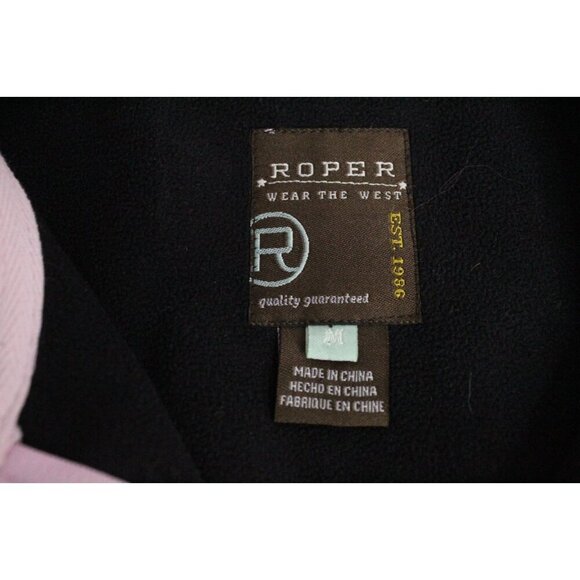 ROPER
WEAR THE WEST
R
EST. 1986
quality guaranteed
M
MADE IN CHINA
HECHO EN CHINA
FABRIQUE EN CHINE